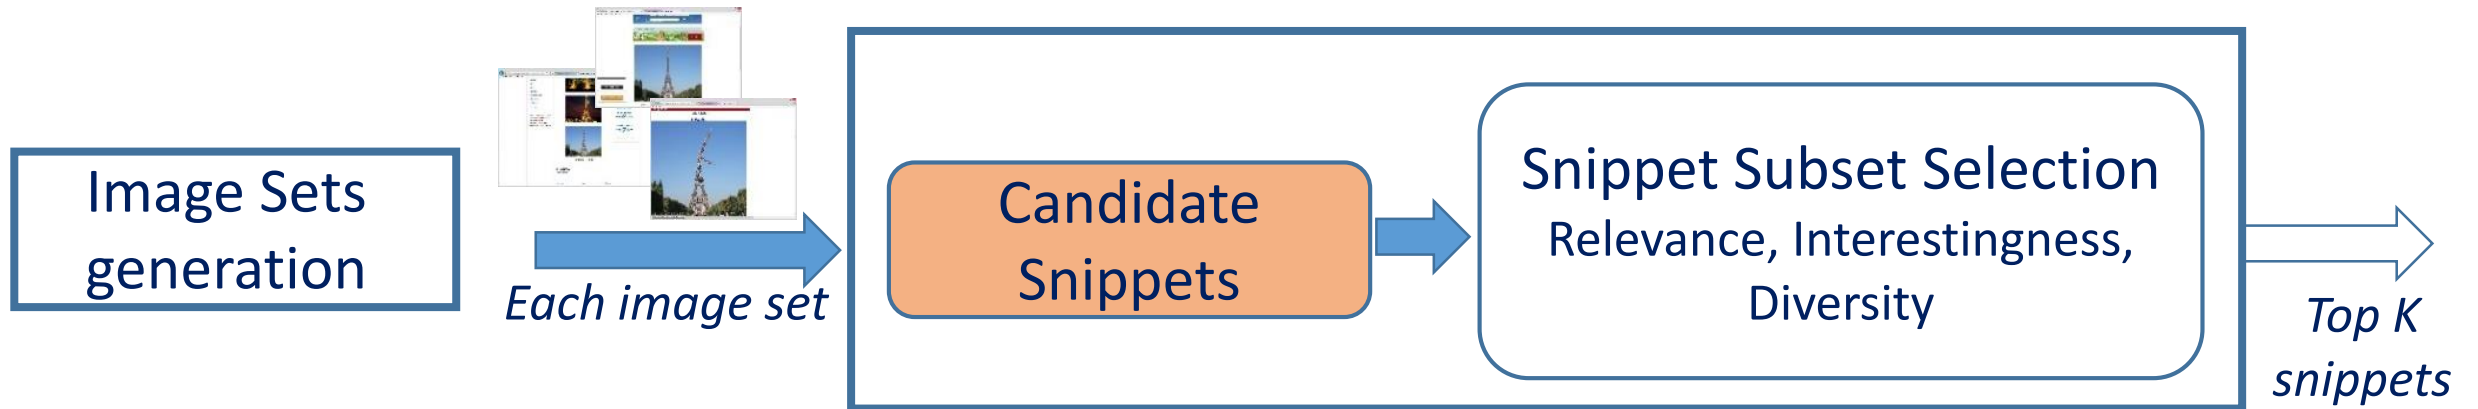 Image Sets
generation
Each image set
Candidate
Snippets
Snippet Subset Selection
Relevance, Interestingness,
Diversity
Top K
snippets